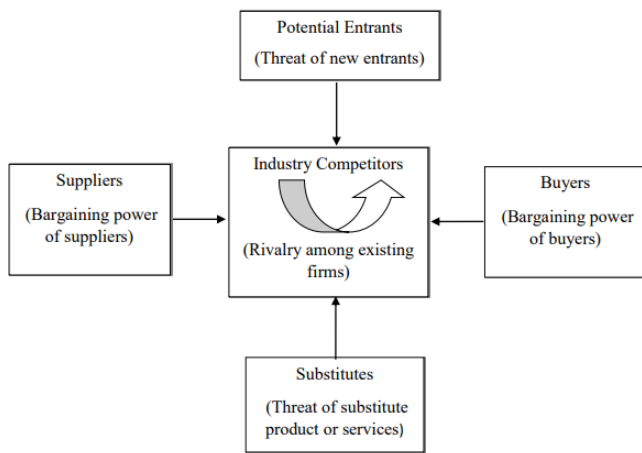 Potential Entrants
(Threat of new entrants)
Industry Competitors
(Rivalry among existing
firms)
Suppliers
(Bargaining power
of suppliers)
Buyers
(Bargaining power
of buyers)
Substitutes
(Threat of substitute
product or services)